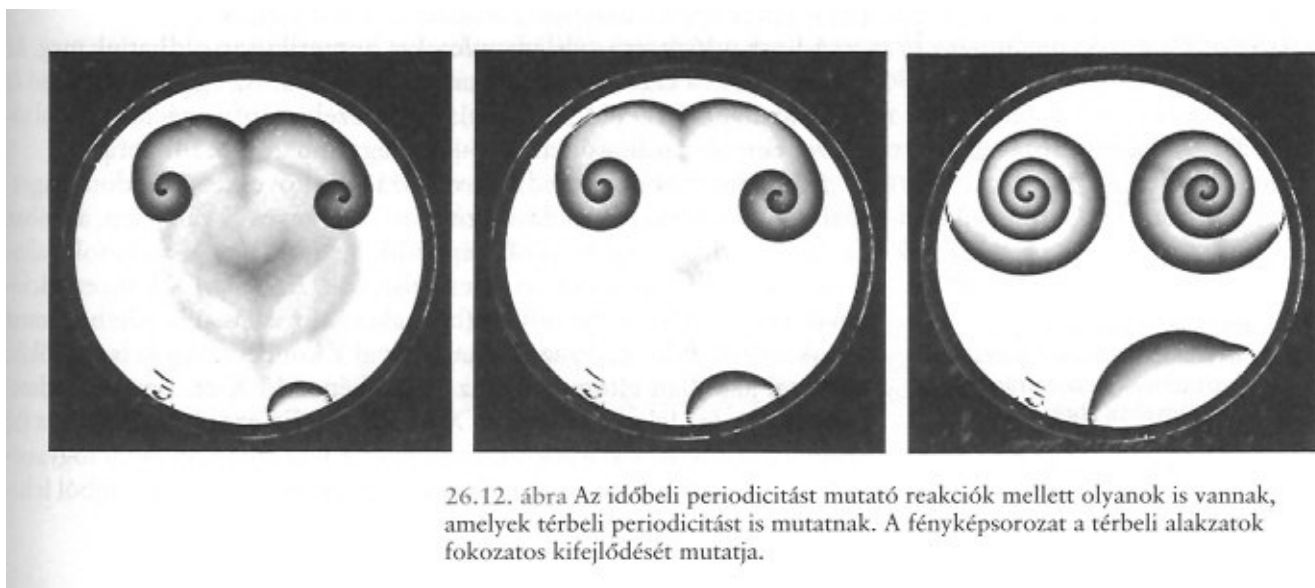 26.12. ábra Az időbeli periodicitást mutató reakciók mellett olyanok is vannak,
amelyek térbeli periodicitást is mutatnak. A fényképsorozat a térbeli alakzatok
fokozatos kifejlődését mutatja.